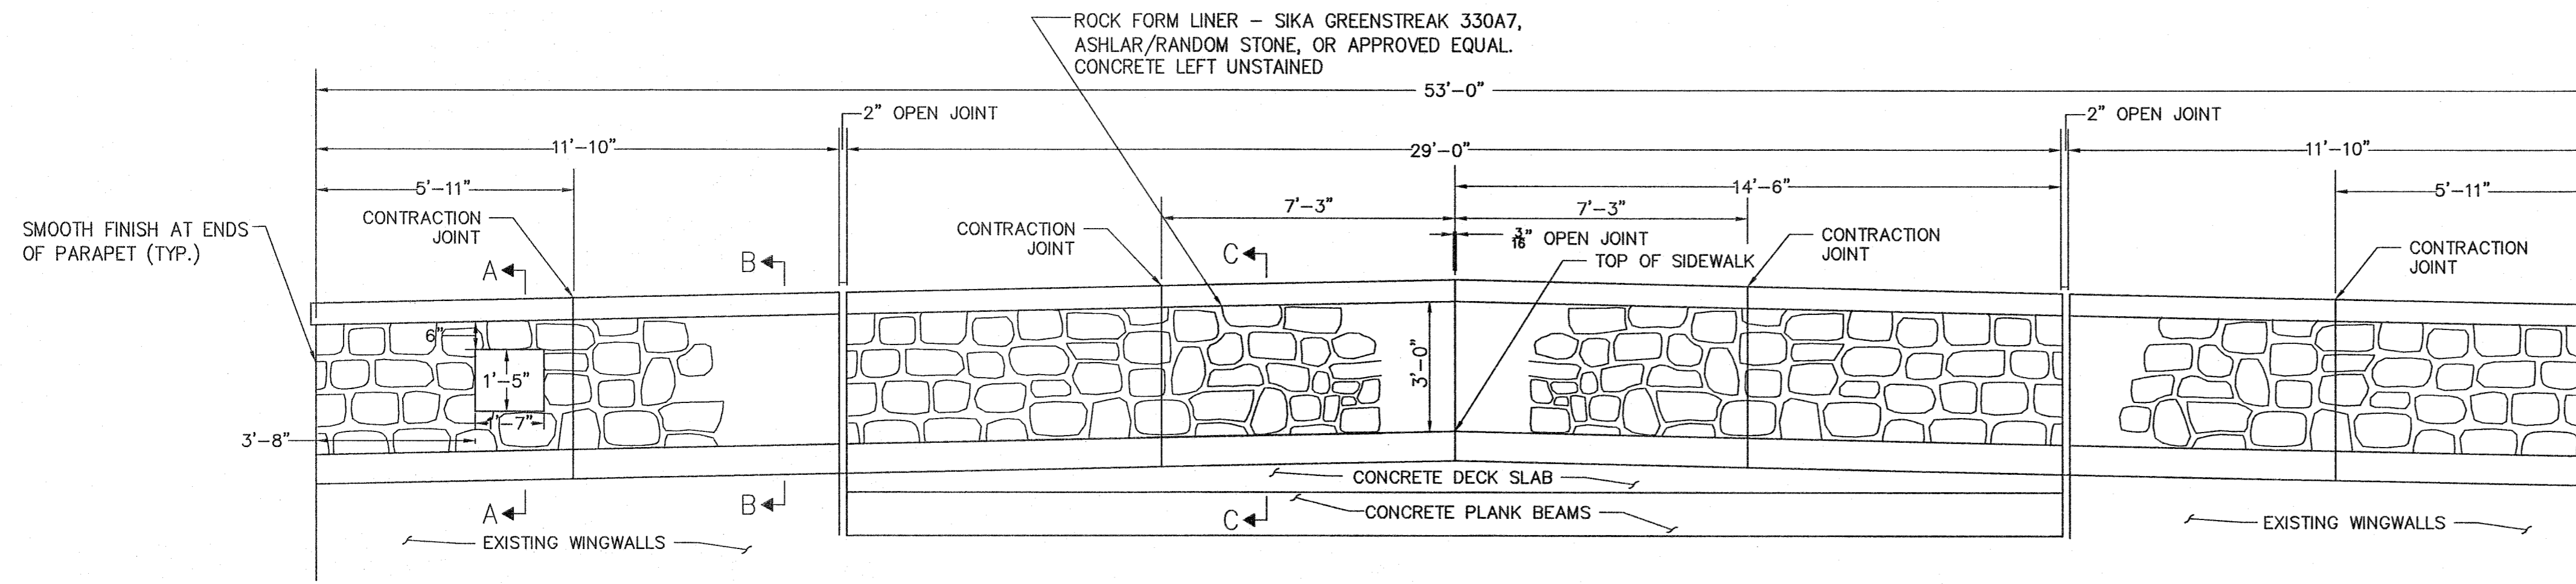 ROCK FORM LINER – SIKA GREENSTREAK 330A7,
ASHLAR/RANDOM STONE, OR APPROVED EQUAL.
CONCRETE LEFT UNSTAINED
53'-0"
2" OPEN JOINT
2" OPEN JOINT
11'-10"
29'-0"
11'-10"
5'-11"
14'-6"
5'-11"
7'-3"
7'-3"
SMOOTH FINISH AT ENDS
OF PARAPET (TYP.)
CONTRACTION
JOINT
CONTRACTION
JOINT
3/16" OPEN JOINT
TOP OF SIDEWALK
CONTRACTION
JOINT
CONTRACTION
JOINT
A
B
C
6"
1'-5"
1'-7"
3'-8"
3'-0"
CONCRETE DECK SLAB
CONCRETE PLANK BEAMS
A
B
C
EXISTING WINGWALLS
EXISTING WINGWALLS